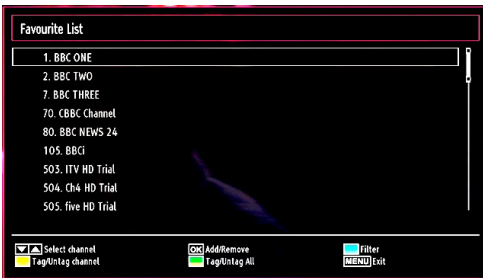 Favourite List
1. BBC ONE
2. BBC TWO
7. BBC THREE
70. CBBC Channel
80. BBC NEWS 24
105. BBCi
503. ITV HD Trial
504. Ch4 HD Trial
505. five HD Trial
Select channel OK Add/Remove Filter
Tag/Untag channel Tag/Untag All MENU Exit